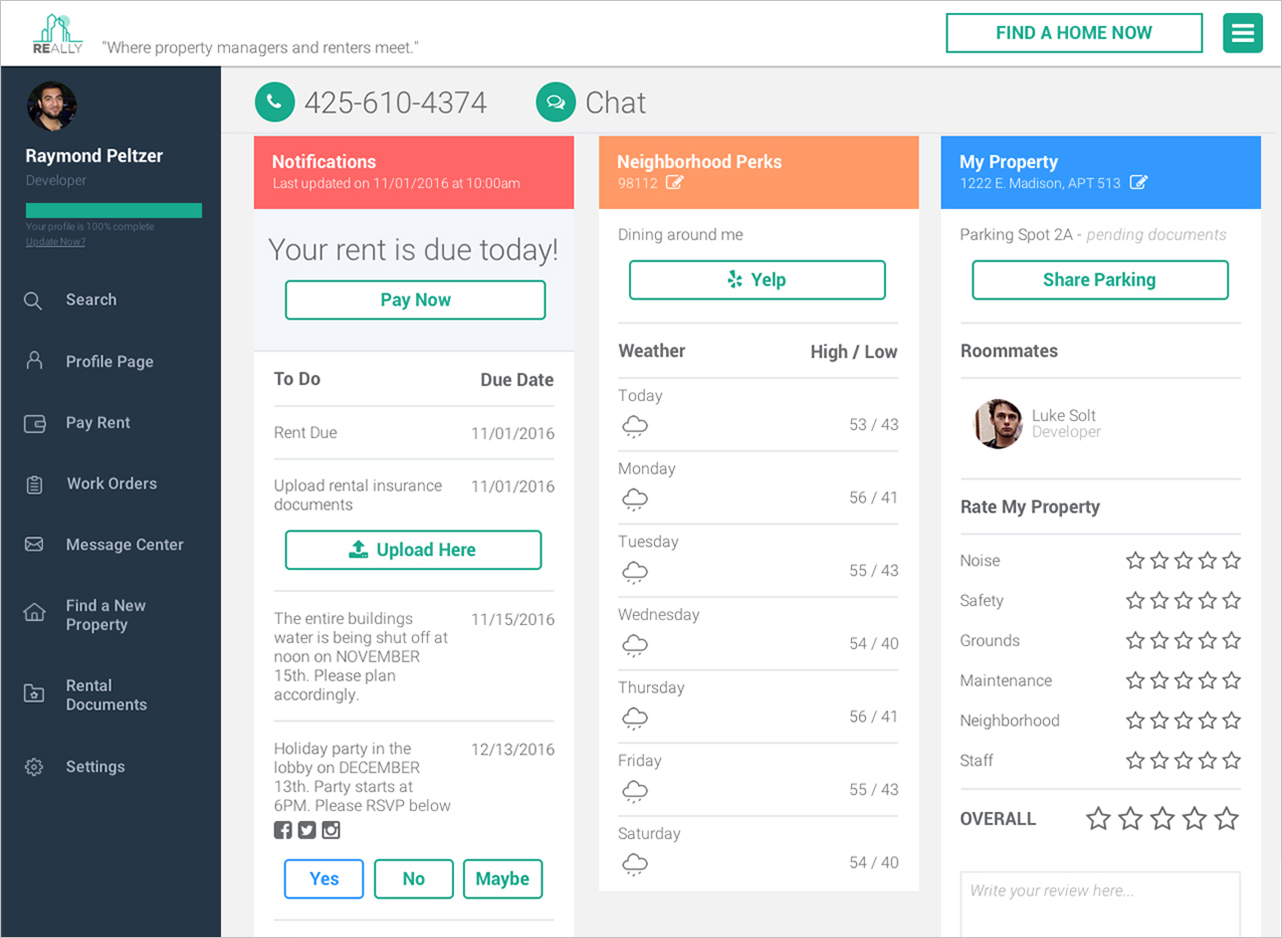 REALLY
"Where property managers and renters meet."
FIND A HOME NOW
Raymond Peltzer
Developer
Your profile is 100% complete
Update Now?
Search
Profile Page
Pay Rent
Work Orders
Message Center
Find a New
Property
Rental
Documents
Settings
425-610-4374
Chat
Notifications
Last updated on 11/01/2016 at 10:00am
Your rent is due today!
Pay Now
To Do Due Date
Rent Due 11/01/2016
Upload rental insurance 11/01/2016
documents
Upload Here
The entire buildings 11/15/2016
water is being shut off at
noon on NOVEMBER
15th. Please plan
accordingly.
Holiday party in the 12/13/2016
lobby on DECEMBER
13th. Party starts at
6PM. Please RSVP below
Yes No Maybe
Neighborhood Perks
98112
Dining around me
Yelp
Weather High / Low
Today
53 / 43
Monday
56 / 41
Tuesday
55 / 43
Wednesday
54 / 40
Thursday
56 / 41
Friday
55 / 43
Saturday
54 / 40
My Property
1222 E. Madison, APT 513
Parking Spot 2A - pending documents
Share Parking
Roommates
Luke Solt
Developer
Rate My Property
Noise
Safety
Grounds
Maintenance
Neighborhood
Staff
OVERALL
Write your review here...